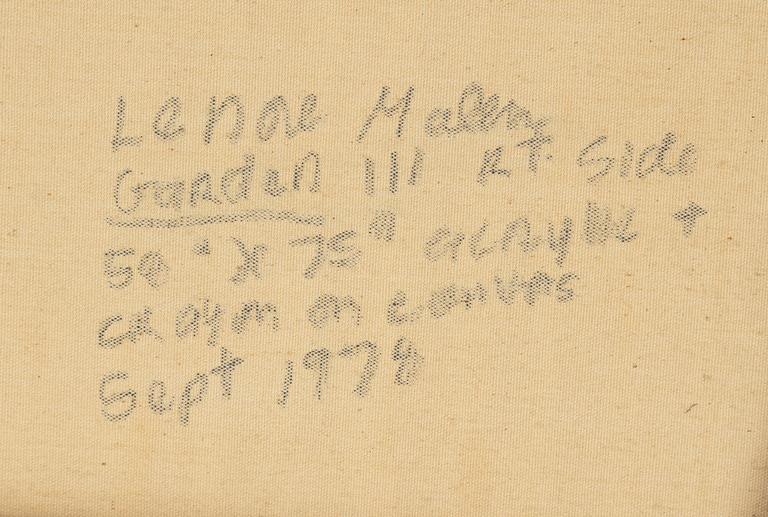 Lenore Malen
Garden III Rt. Side
50" X 75" acrylic +
crayon on canvas
Sept 1978